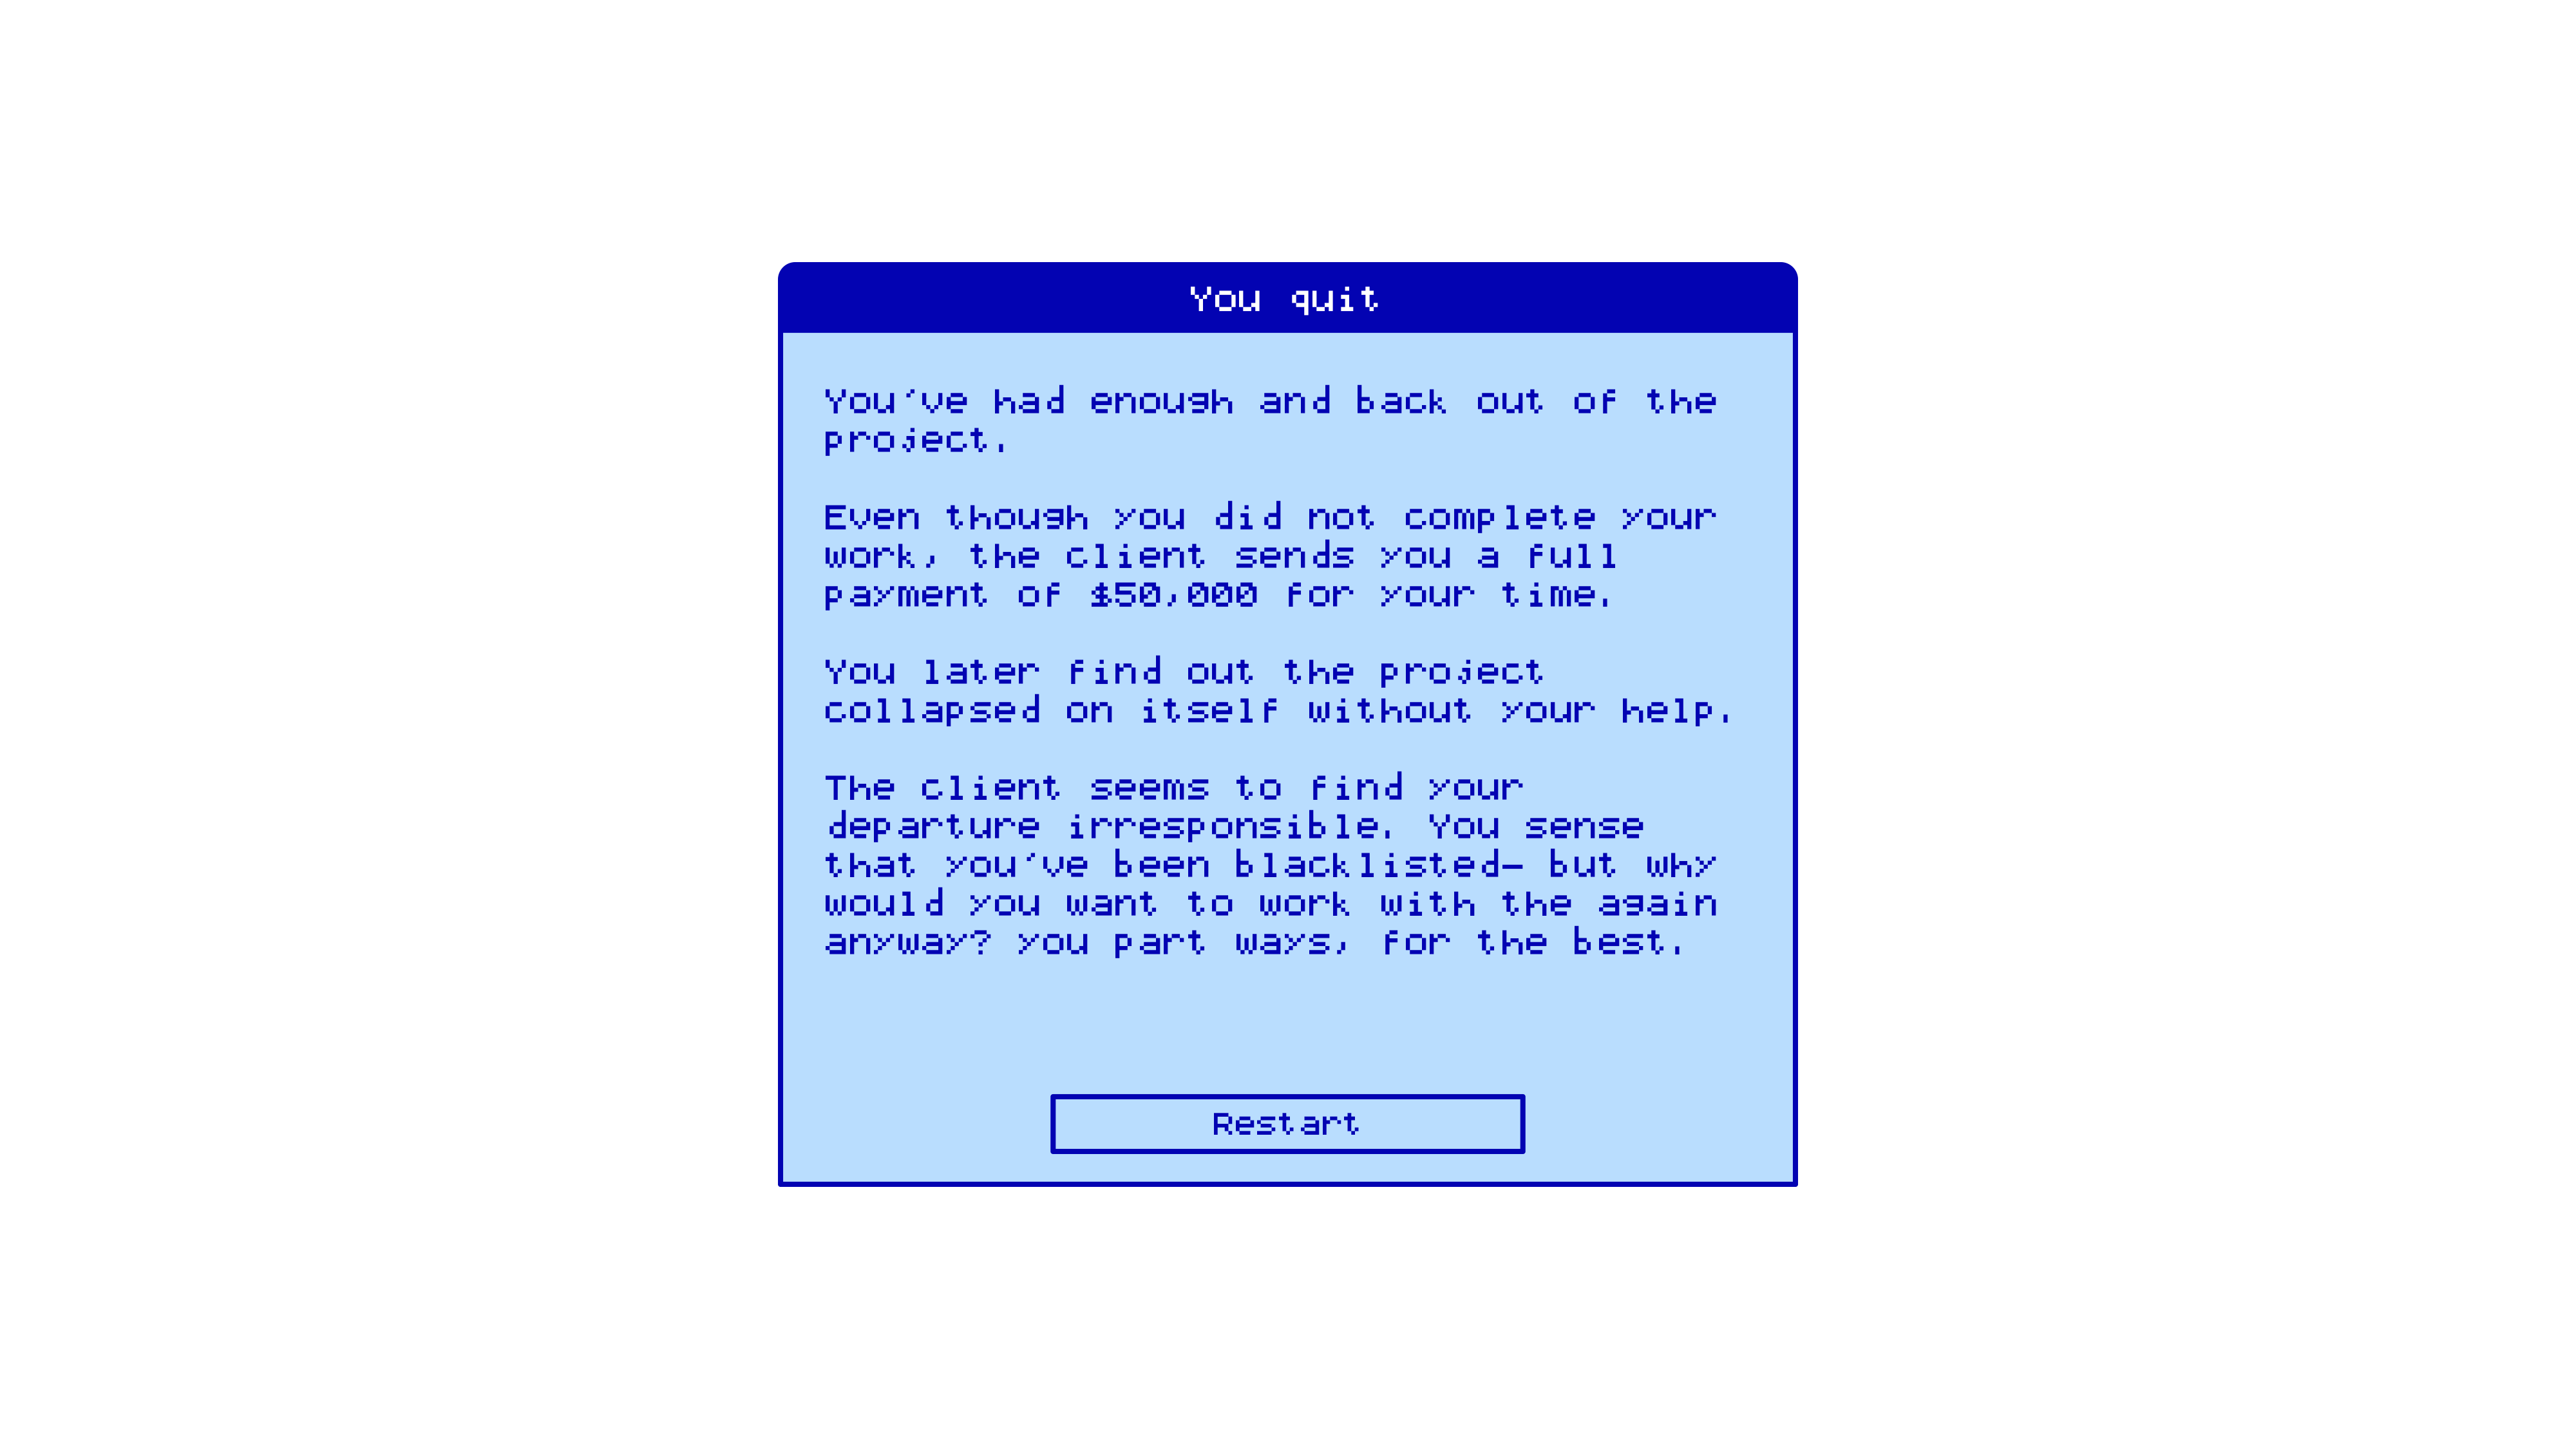 You quit
You've had enough and back out of the
project.
Even though you did not complete your
work, the client sends you a full
payment of $50,000 for your time.
You later find out the project
collapsed on itself without your help.
The client seems to find your
departure irresponsible. You sense
that you've been blacklisted— but why
would you want to work with the again
anyway? you part ways, for the best.
Restart